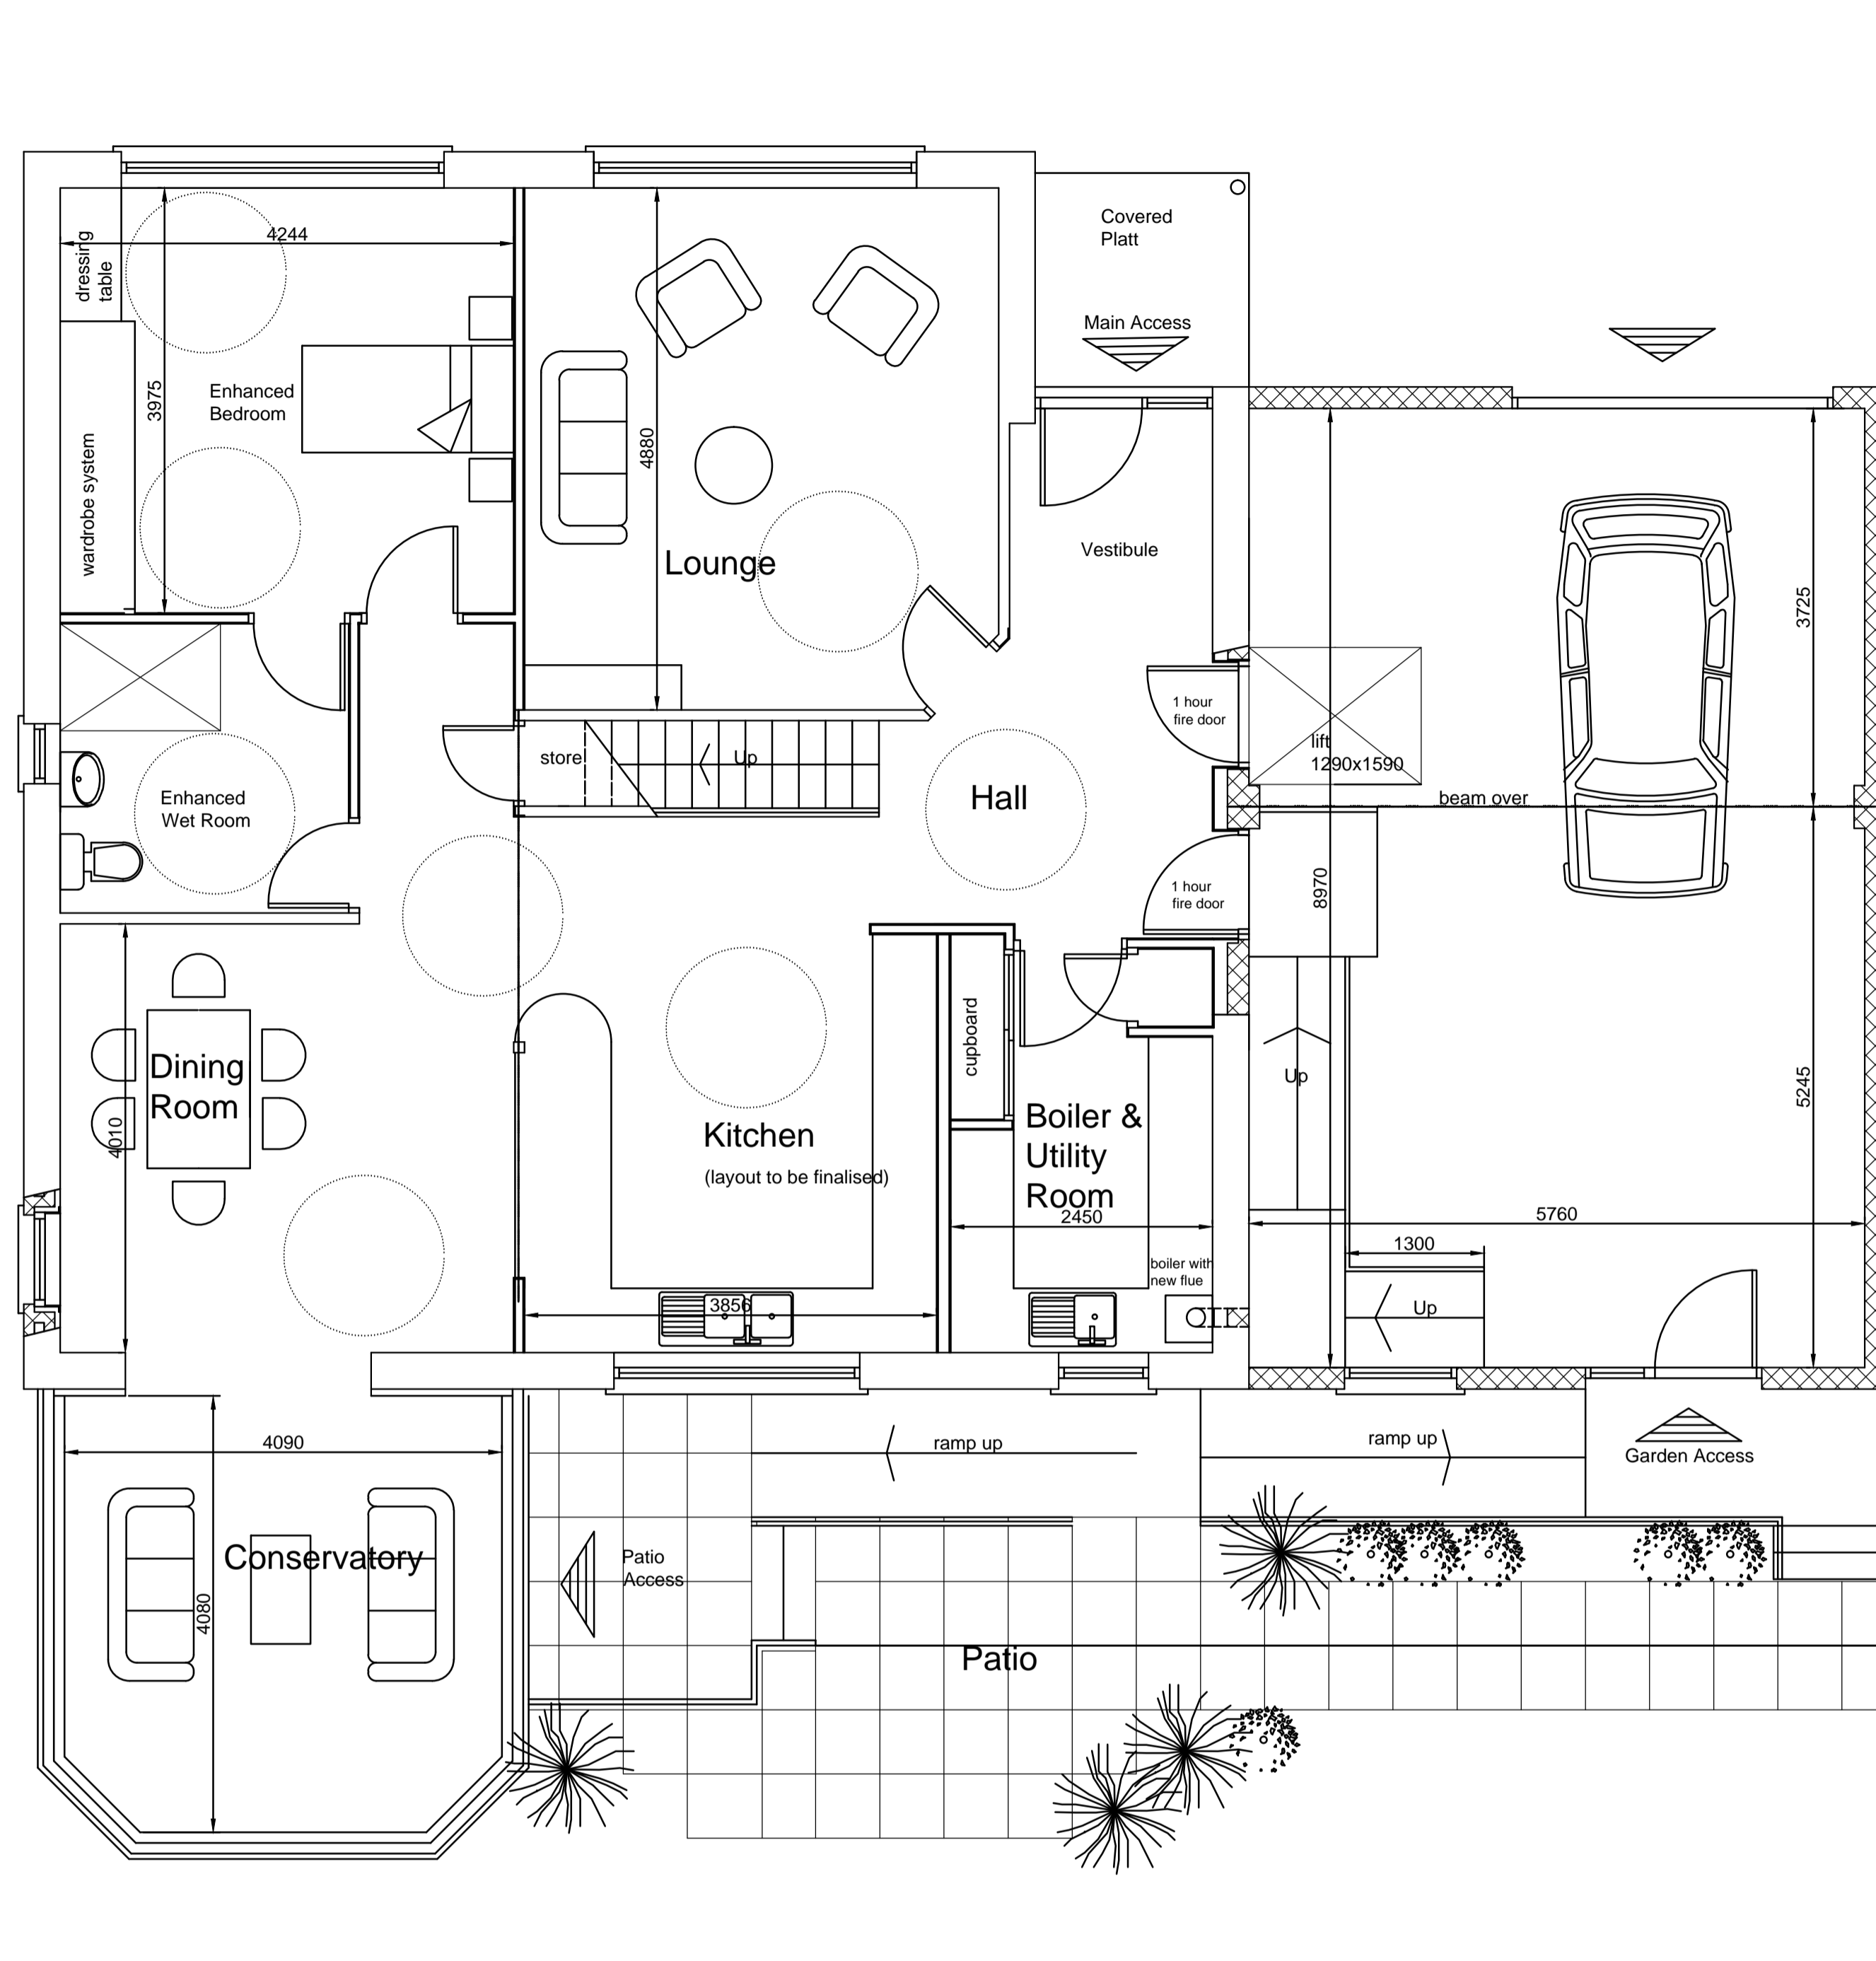 Covered
Platt
4244
dressing
table
Main Access
Enhanced
Bedroom
3975
wardrobe system
4880
Lounge
Vestibule
3725
1 hour
fire door
lift
1290x1590
store
Up
Hall
beam over
Enhanced
Wet Room
1 hour
fire door
8970
cupboard
Dining
Room
4010
Kitchen
(layout to be finalised)
Boiler &
Utility
Room
2450
Up
5245
5760
1300
boiler with
new flue
3856
Up
4090
ramp up
ramp up
Garden Access
Conservatory
4080
Patio
Access
Patio